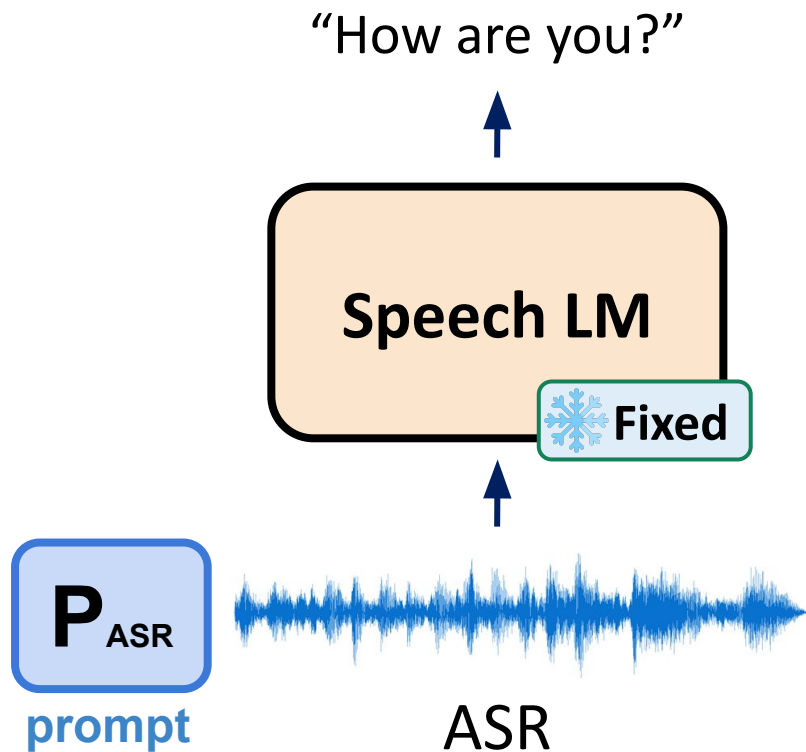 “How are you?”
Speech LM
Fixed
P ASR
prompt
ASR